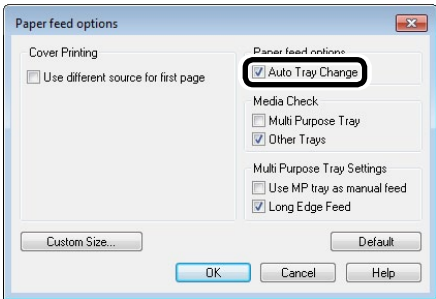 Paper feed options
Cover Printing
Use different source for first page
Paper feed options
Auto Tray Change
Media Check
Multi Purpose Tray
Other Trays
Multi Purpose Tray Settings
Use MP tray as manual feed
Long Edge Feed
Custom Size...
Default
OK
Cancel
Help